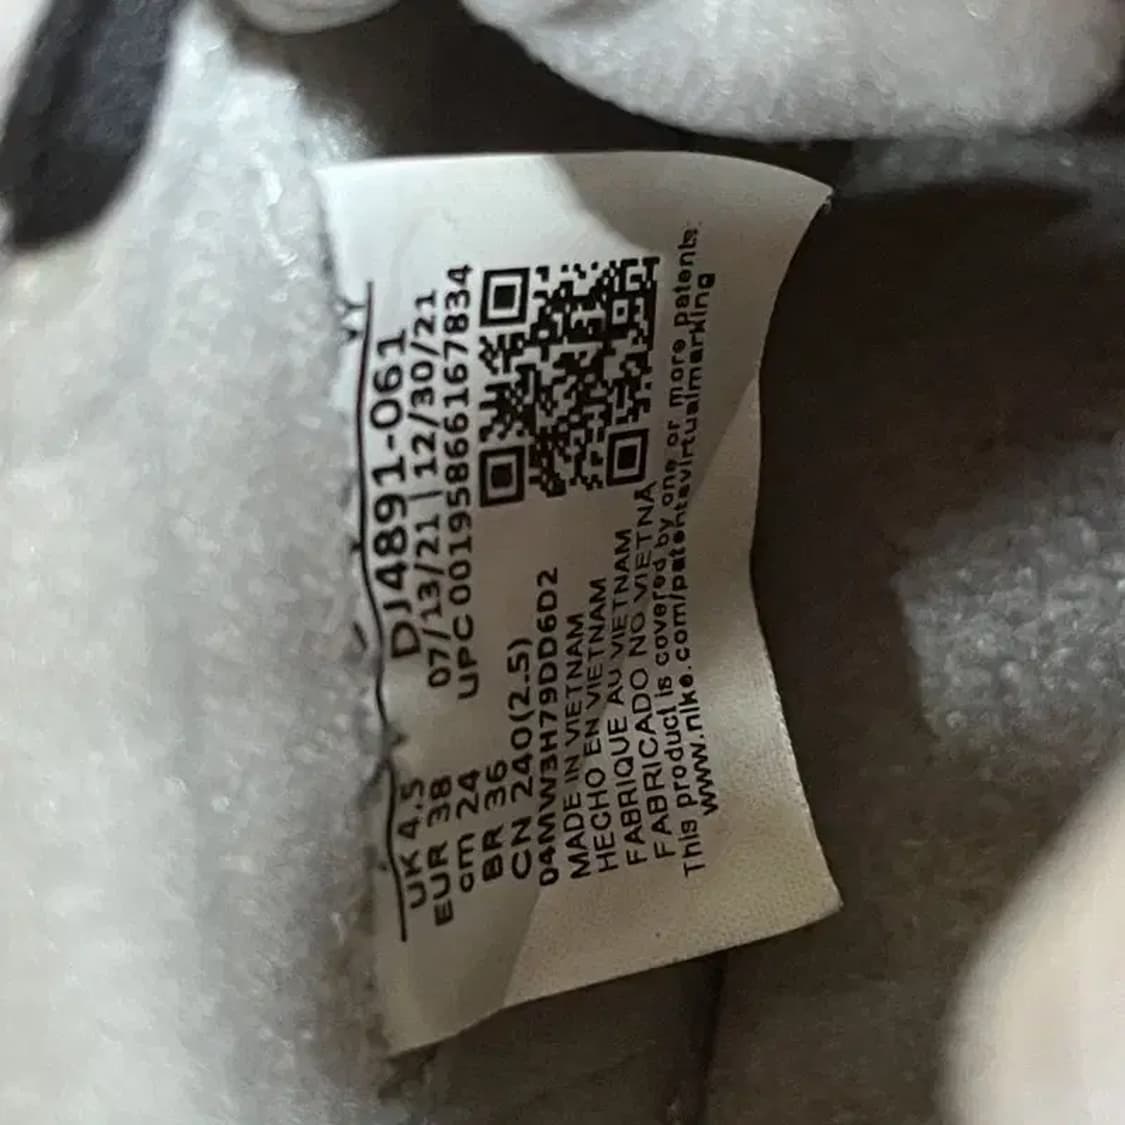 VY
UK 4.5 DJ4891-061
EUR 38 07/13/21 | 12/30/21
cm 24 UPC 00195866167834
BR 36
CN 240(2.5)
04MW3H79DD6D2
MADE IN VIETNAM
HECHO EN VIETNAM
FABRIQUE AU VIETNAM
FABRICADO NO VIETNÃ
This product is covered by one or more patents:
www.nike.com/patentsvirtualmarking